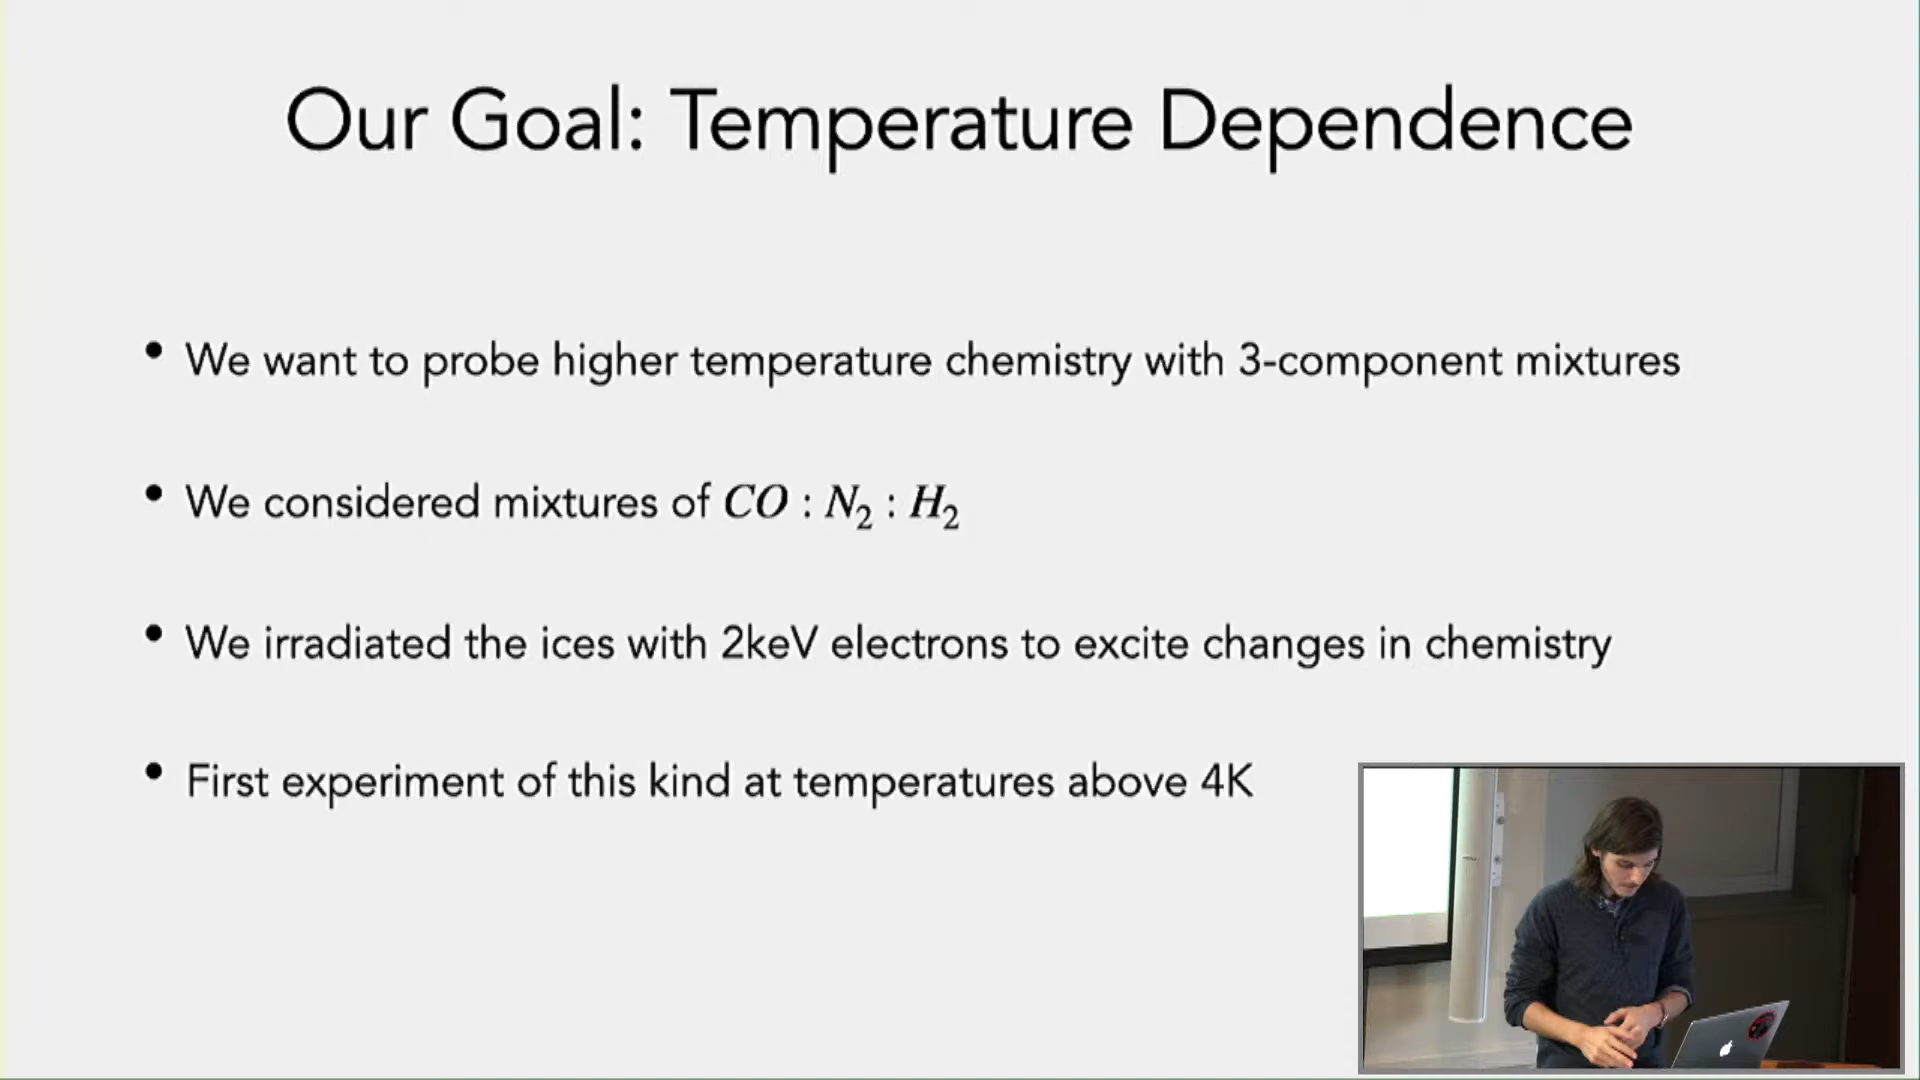 Our Goal: Temperature Dependence
• We want to probe higher temperature chemistry with 3-component mixtures
• We considered mixtures of CO : N₂ : H₂
• We irradiated the ices with 2keV electrons to excite changes in chemistry
• First experiment of this kind at temperatures above 4K